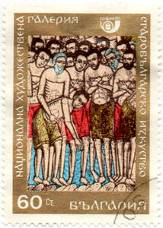 НАЦИОНАЛНА ХУДОЖЕСТВЕНА
ГАЛЕРИЯ
СТАРОБЪЛГАРСКО ИЗКУСТВО
60 СТ.
БЪЛГАРИЯ